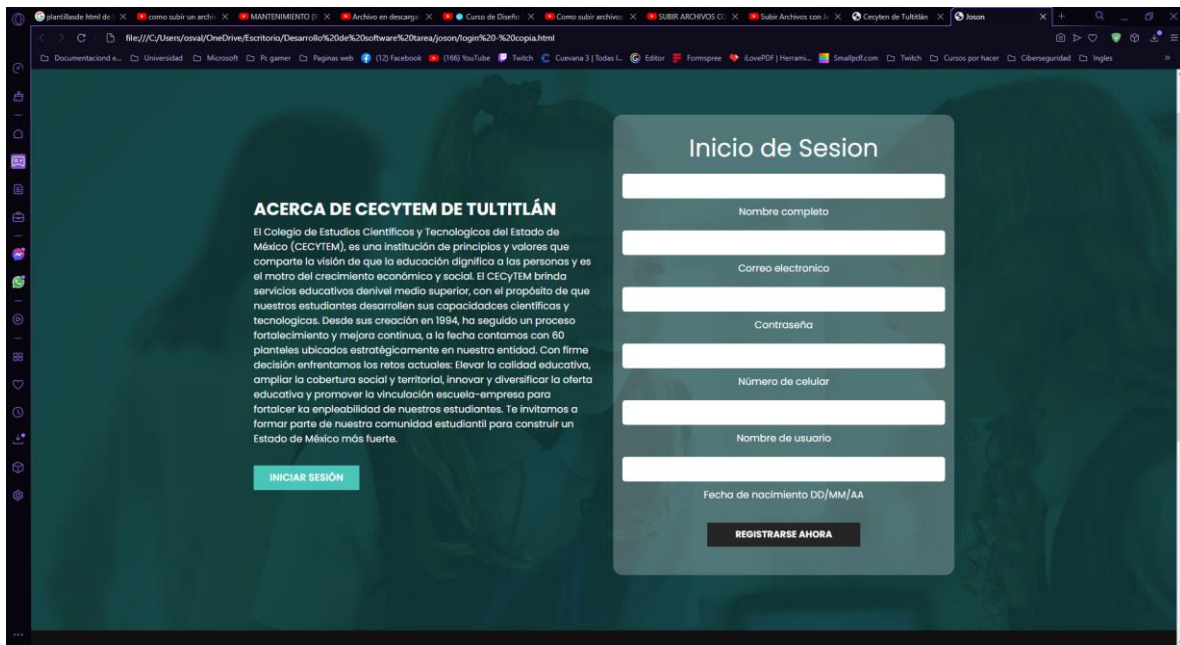 plantillasde html de l
como subir un archiv
MANTENIMIENTO (F
Archivo en descarga
Curso de Diseño
Como subir archivos
SUBIR ARCHIVOS CO
Subir Archivos con Ja
Cecytem de Tultitlán
Joson
file:///C:/Users/osval/OneDrive/Escritorio/Desarrollo%20de%20software%20tarea/joson/login%20-%20copia.html
Documentaciond e...
Universidad
Microsoft
Pc gamer
Paginas web
(12) Facebook
(166) YouTube
Twitch
Cuevana 3 | Todas L...
Editor
Formspree
iLovePDF | Herrami...
Smallpdf.com
Twitch
Cursos por hacer
Ciberseguridad
Ingles
»
ACERCA DE CECYTEM DE TULTITLÁN
El Colegio de Estudios Científicos y Tecnologicos del Estado de
México (CECYTEM), es una institución de principios y valores que
comparte la visión de que la educación dignifica a las personas y es
el motro del crecimiento económico y social. El CECyTEM brinda
servicios educativos denivel medio superior, con el propósito de que
nuestros estudiantes desarrollen sus capacidadces científicas y
tecnologicas. Desde sus creación en 1994, ha seguido un proceso
fortalecimiento y mejora continua, a la fecha contamos con 60
planteles ubicados estratégicamente en nuestra entidad. Con firme
decisión enfrentamos los retos actuales: Elevar la calidad educativa,
ampliar la cobertura social y territorial, innovar y diversificar la oferta
educativa y promover la vinculación escuela-empresa para
fortalcer ka enpleabilidad de nuestros estudiantes. Te invitamos a
formar parte de nuestra comunidad estudiantil para construir un
Estado de México más fuerte.
INICIAR SESIÓN
Inicio de Sesion
Nombre completo
Correo electronico
Contraseña
Número de celular
Nombre de usuario
Fecha de nacimiento DD/MM/AA
REGISTRARSE AHORA